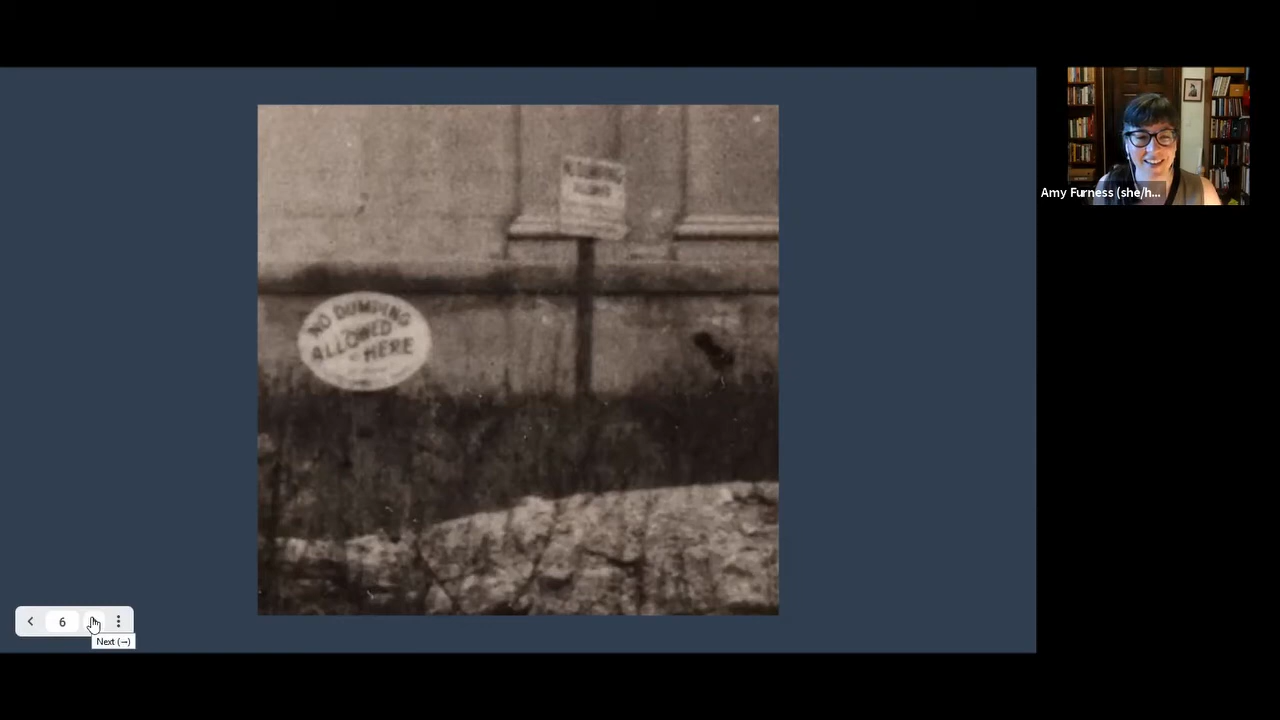 NO DUMPING
ALLOWED
HERE
Amy Furness (she/h...
6
Next (→)